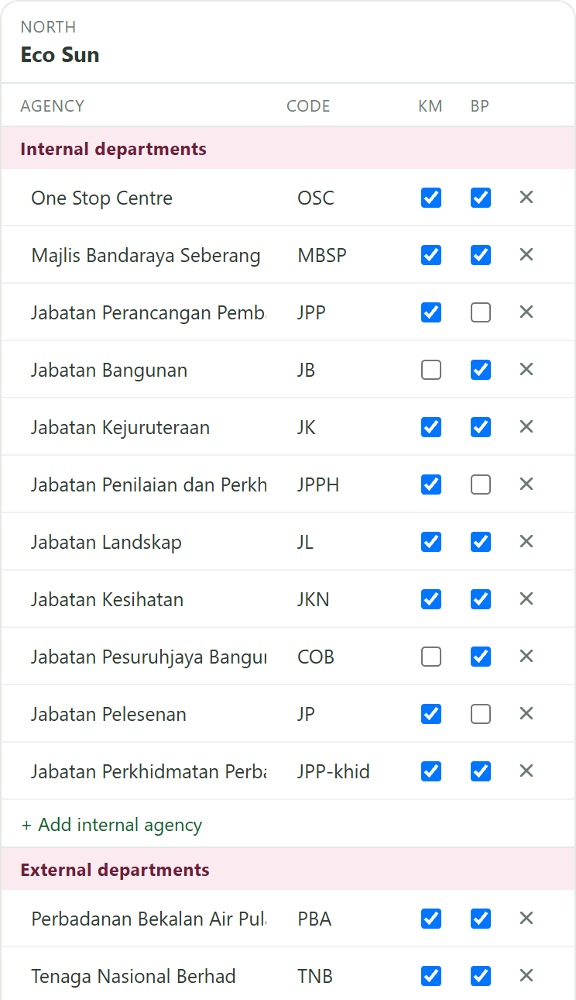 NORTH
Eco Sun
AGENCY CODE KM BP
Internal departments
One Stop Centre OSC
Majlis Bandaraya Seberang MBSP
Jabatan Perancangan Pemb JPP
Jabatan Bangunan JB
Jabatan Kejuruteraan JK
Jabatan Penilaian dan Perkh JPPH
Jabatan Landskap JL
Jabatan Kesihatan JKN
Jabatan Pesuruhjaya Bangu COB
Jabatan Pelesenan JP
Jabatan Perkhidmatan Perb JPP-khid
+ Add internal agency
External departments
Perbadanan Bekalan Air Pul PBA
Tenaga Nasional Berhad TNB